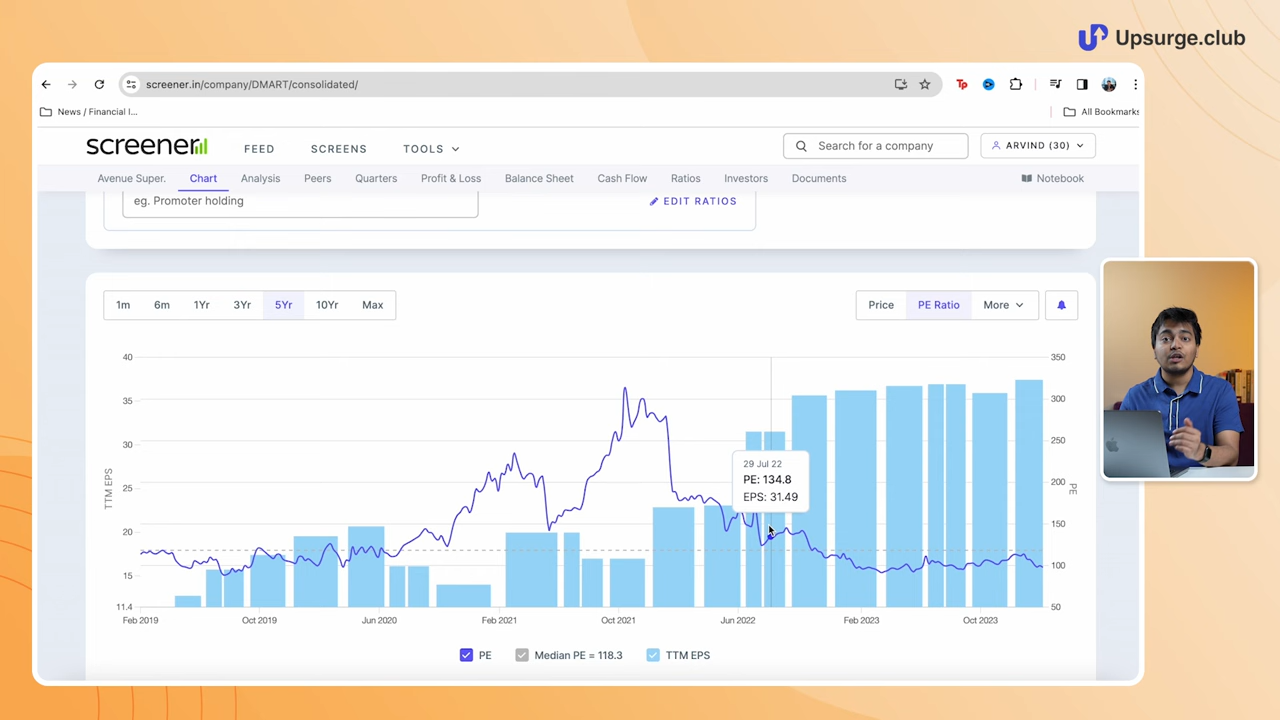 Upsurge.club
screener.in/company/DMART/consolidated/
News / Financial I...
All Bookmarks
screener
FEED
SCREENS
TOOLS
Search for a company
ARVIND (30)
Avenue Super.
Chart
Analysis
Peers
Quarters
Profit & Loss
Balance Sheet
Cash Flow
Ratios
Investors
Documents
Notebook
eg. Promoter holding
EDIT RATIOS
1m
6m
1Yr
3Yr
5Yr
10Yr
Max
Price
PE Ratio
More
40
35
30
25
20
15
11.4
TTM EPS
29 Jul 22
PE: 134.8
EPS: 31.49
350
300
250
200
150
100
50
PE
Feb 2019
Oct 2019
Jun 2020
Feb 2021
Oct 2021
Jun 2022
Feb 2023
Oct 2023
PE
Median PE = 118.3
TTM EPS